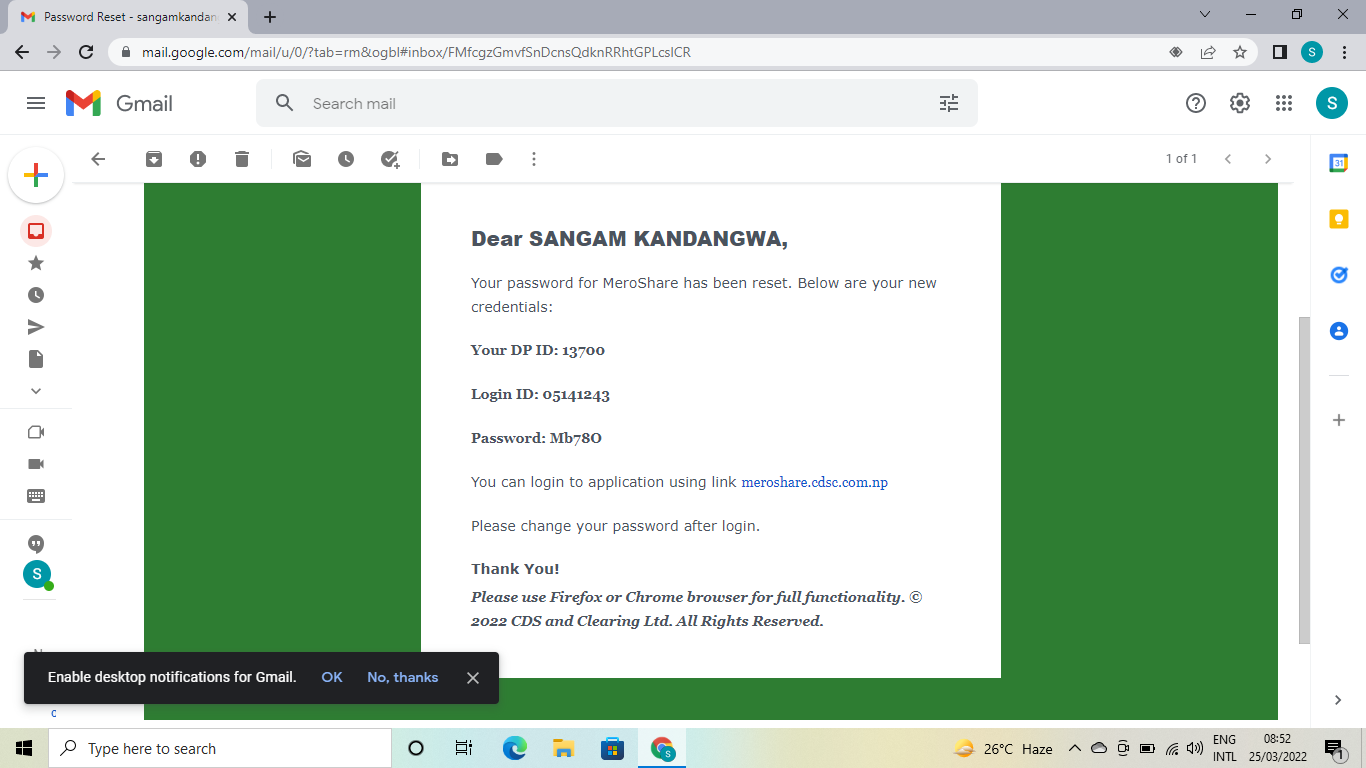 Password Reset - sangamkandan
mail.google.com/mail/u/0/?tab=rm&ogbl#inbox/FMfcgzGmvfSnDcnsQdknRRhtGPLcslCR
S
Gmail
Search mail
S
1 of 1
31
Dear SANGAM KANDANGWA,
Your password for MeroShare has been reset. Below are your new
credentials:
Your DP ID: 13700
Login ID: 05141243
Password: Mb78O
You can login to application using link meroshare.cdsc.com.np
Please change your password after login.
Thank You!
Please use Firefox or Chrome browser for full functionality. ©
2022 CDS and Clearing Ltd. All Rights Reserved.
S
Enable desktop notifications for Gmail. OK No, thanks
Type here to search
S
26°C Haze
ENG
INTL
08:52
25/03/2022
1